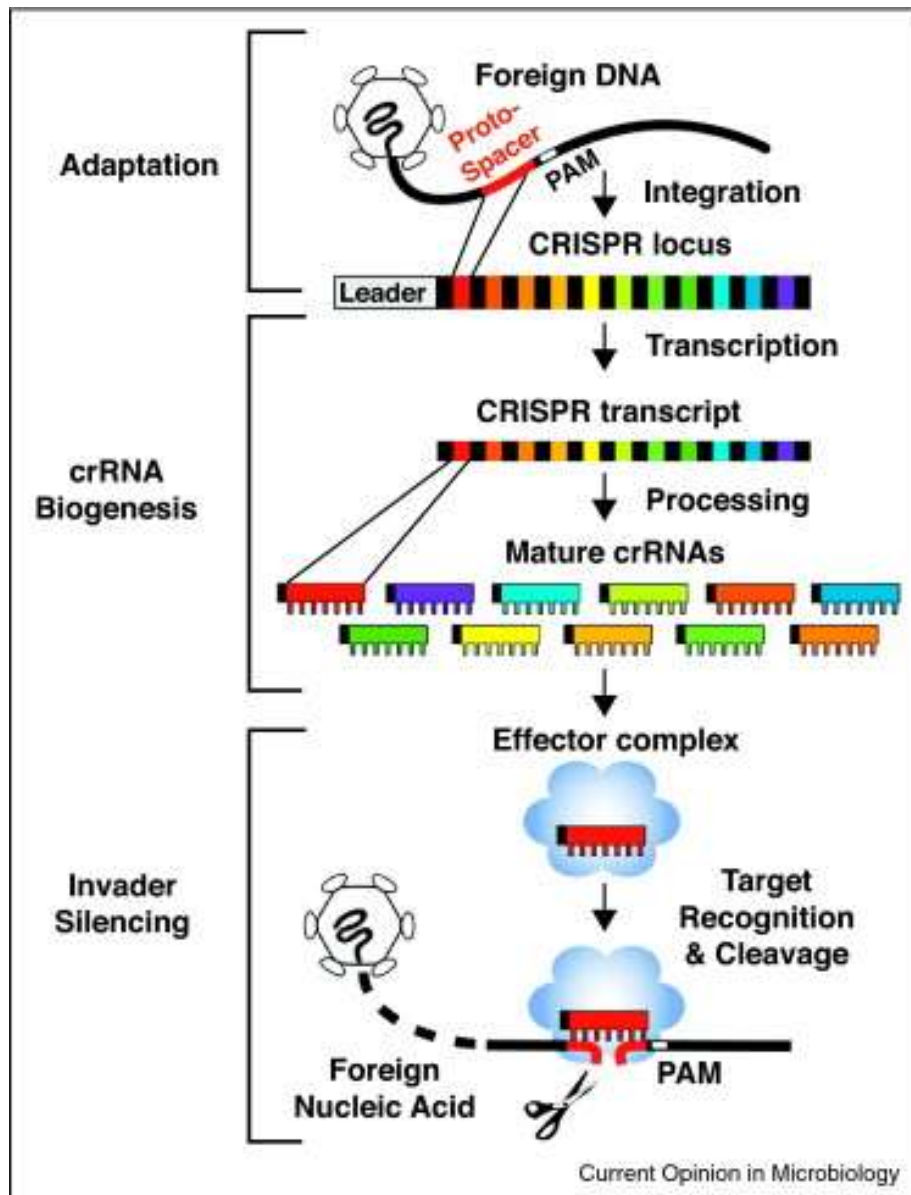 Foreign DNA
Proto-
Spacer
PAM
Adaptation
Integration
CRISPR locus
Leader
Transcription
CRISPR transcript
crRNA
Biogenesis
Processing
Mature crRNAs
Effector complex
Invader
Silencing
Target
Recognition
& Cleavage
Foreign
Nucleic Acid
PAM
Current Opinion in Microbiology